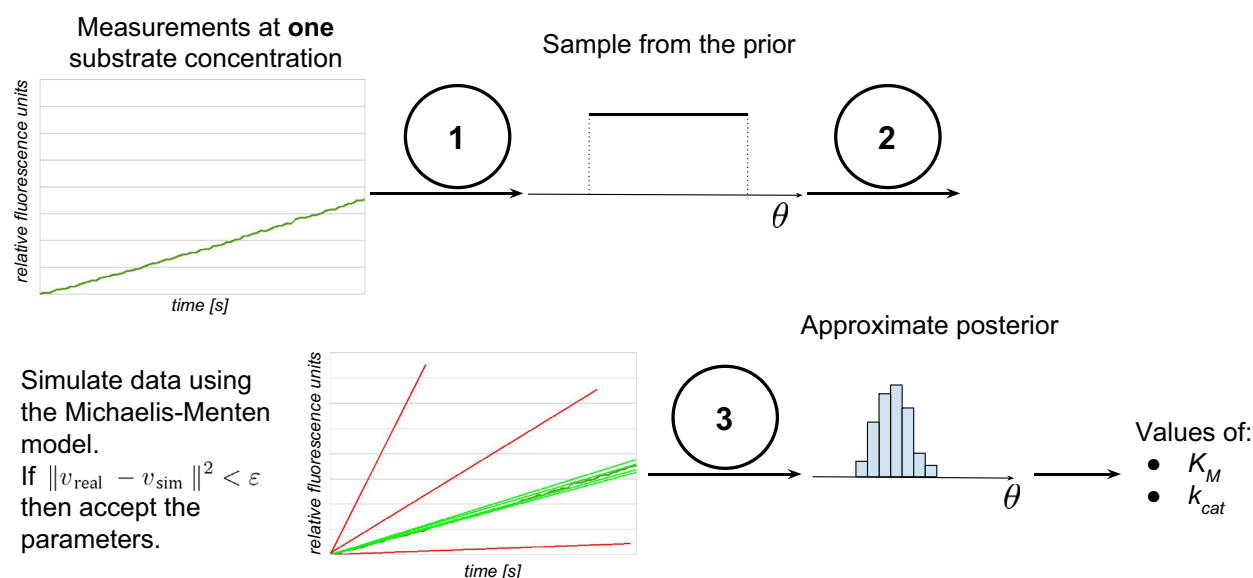 Measurements at one
substrate concentration
relative fluorescence units
time [s]
1
Sample from the prior
θ
2
Simulate data using
the Michaelis-Menten
model.
If ‖v_real − v_sim‖² < ε
then accept the
parameters.
relative fluorescence units
time [s]
3
Approximate posterior
θ
Values of:
● K_M
● k_cat